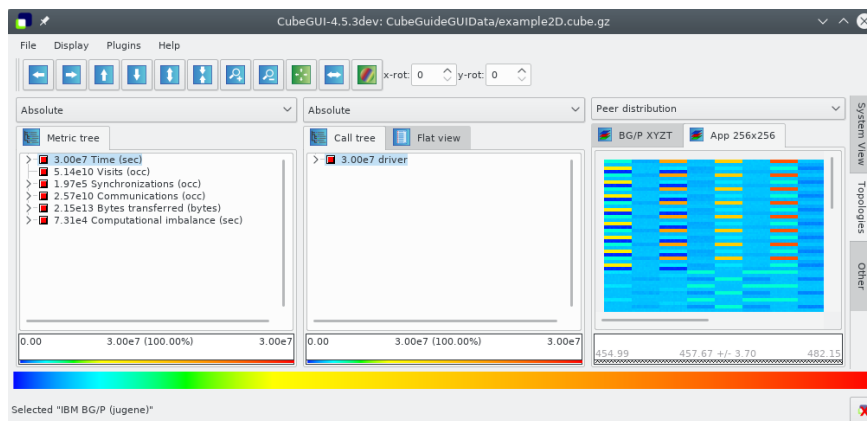 CubeGUI-4.5.3dev: CubeGuideGUIData/example2D.cube.gz
File Display Plugins Help
x-rot: 0 y-rot: 0
Absolute
Metric tree
3.00e7 Time (sec)
5.14e10 Visits (occ)
1.97e5 Synchronizations (occ)
2.57e10 Communications (occ)
2.15e13 Bytes transferred (bytes)
7.31e4 Computational imbalance (sec)
0.00 3.00e7 (100.00%) 3.00e7
Absolute
Call tree Flat view
3.00e7 driver
0.00 3.00e7 (100.00%) 3.00e7
Peer distribution
BG/P XYZT App 256x256
454.99 457.67 +/- 3.70 482.15
System View
Topologies
Other
Selected "IBM BG/P (jugene)"